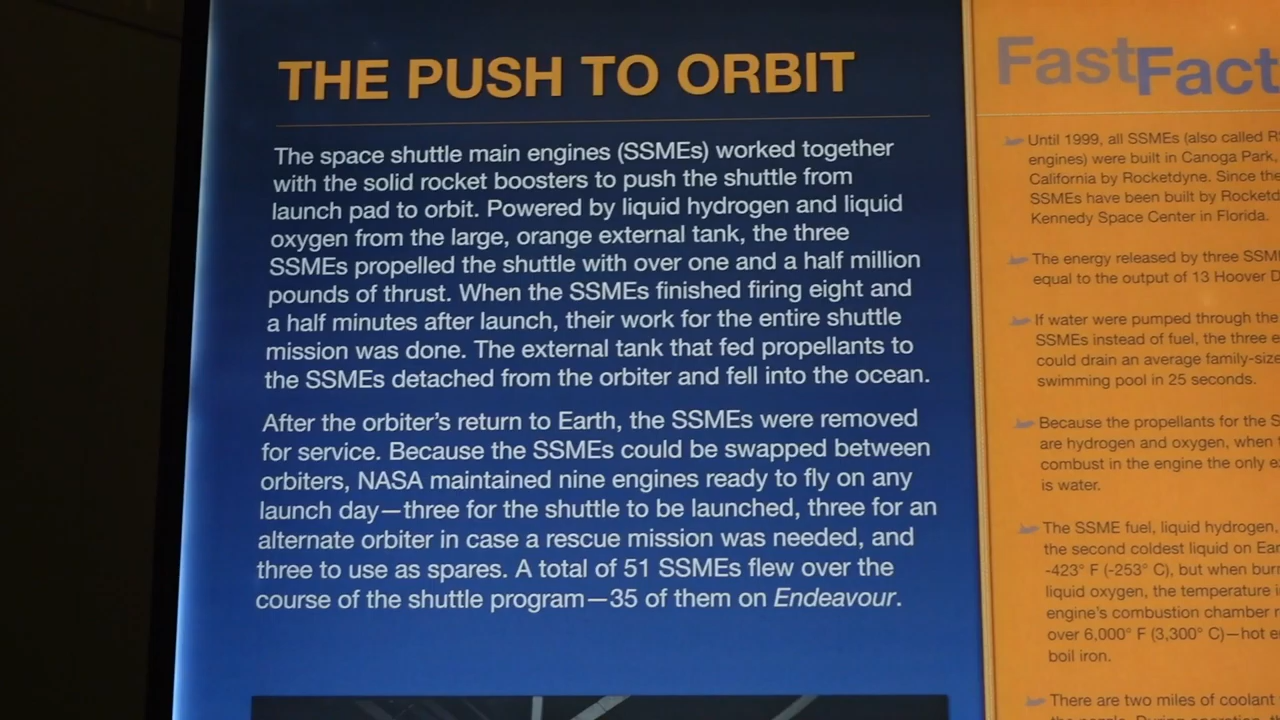 THE PUSH TO ORBIT
The space shuttle main engines (SSMEs) worked together
with the solid rocket boosters to push the shuttle from
launch pad to orbit. Powered by liquid hydrogen and liquid
oxygen from the large, orange external tank, the three
SSMEs propelled the shuttle with over one and a half million
pounds of thrust. When the SSMEs finished firing eight and
a half minutes after launch, their work for the entire shuttle
mission was done. The external tank that fed propellants to
the SSMEs detached from the orbiter and fell into the ocean.
After the orbiter's return to Earth, the SSMEs were removed
for service. Because the SSMEs could be swapped between
orbiters, NASA maintained nine engines ready to fly on any
launch day—three for the shuttle to be launched, three for an
alternate orbiter in case a rescue mission was needed, and
three to use as spares. A total of 51 SSMEs flew over the
course of the shuttle program—35 of them on Endeavour.
Fast Fact
Until 1999, all SSMEs (also called
engines) were built in Canoga Park,
California by Rocketdyne. Since
SSMEs have been built by
Kennedy Space Center in Florida.
The energy released by three
equal to the output of 13 Hoover
If water were pumped through the
SSMEs instead of fuel, the three
could drain an average
swimming pool in 25 seconds.
Because the propellants for the
are hydrogen and oxygen, when
combust in the engine the only
is water.
The SSME fuel, liquid hydrogen,
the second coldest liquid on
-423° F (-253° C), but when
liquid oxygen, the temperature
engine's combustion chamber
over 6,000° F (3,300° C)—hot
boil iron.
There are two miles of coolant